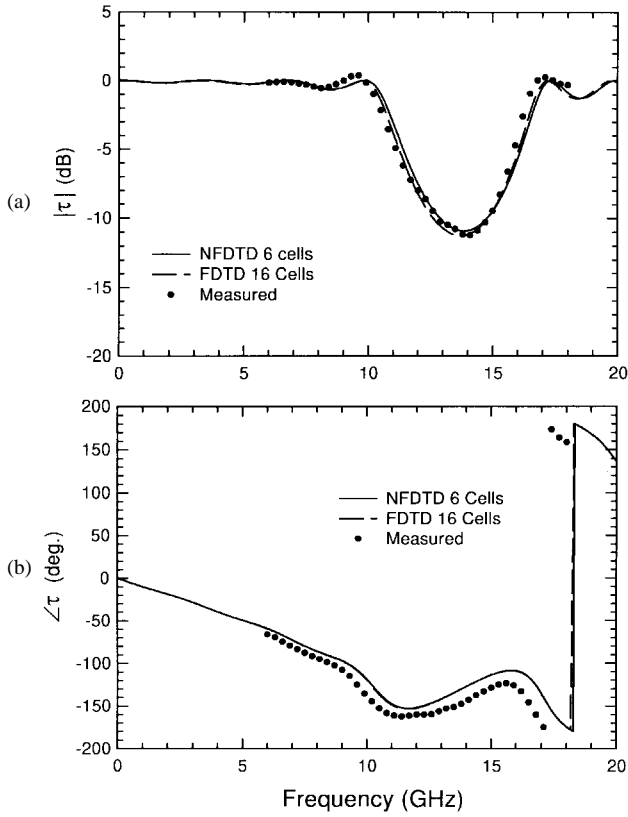 (a)
|τ| (dB)
5
0
-5
-10
-15
-20
NFDTD 6 cells
FDTD 16 Cells
Measured
0
5
10
15
20
(b)
∠τ (deg.)
200
150
100
50
0
-50
-100
-150
-200
NFDTD 6 Cells
FDTD 16 Cells
Measured
0
5
10
15
20
Frequency (GHz)